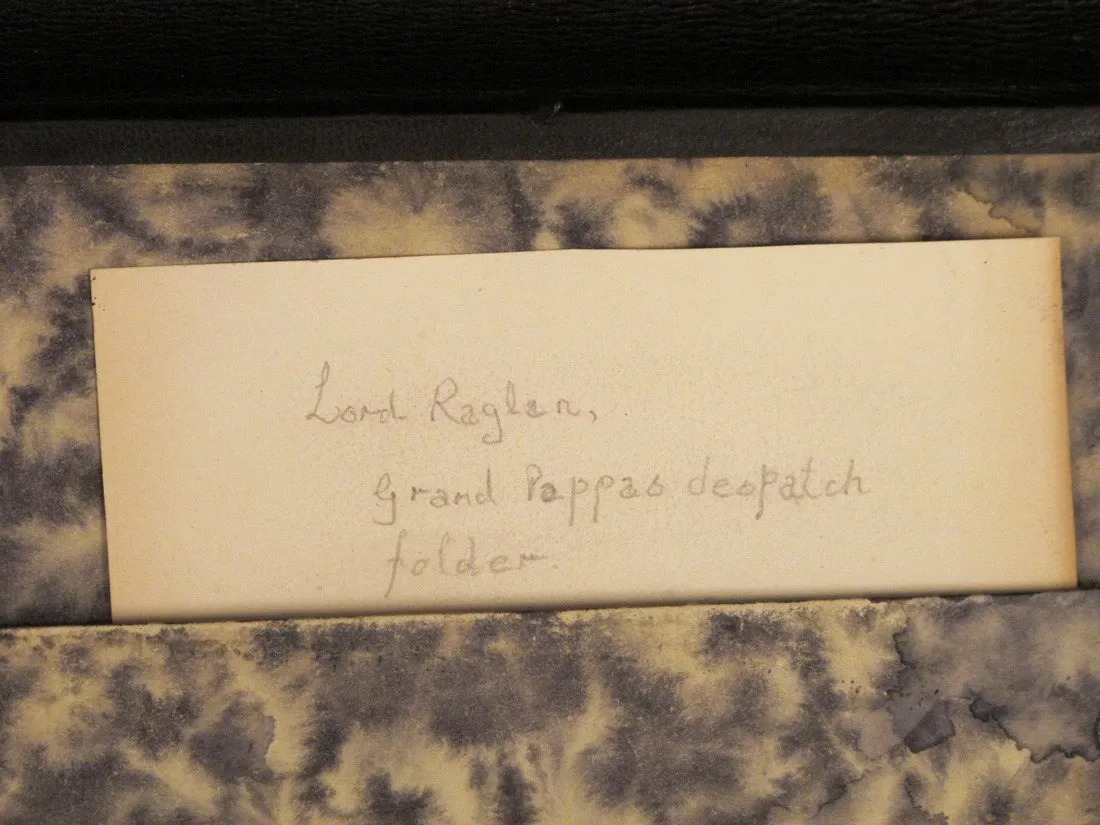 Lord Raglan,
Grand Pappas despatch
folder.